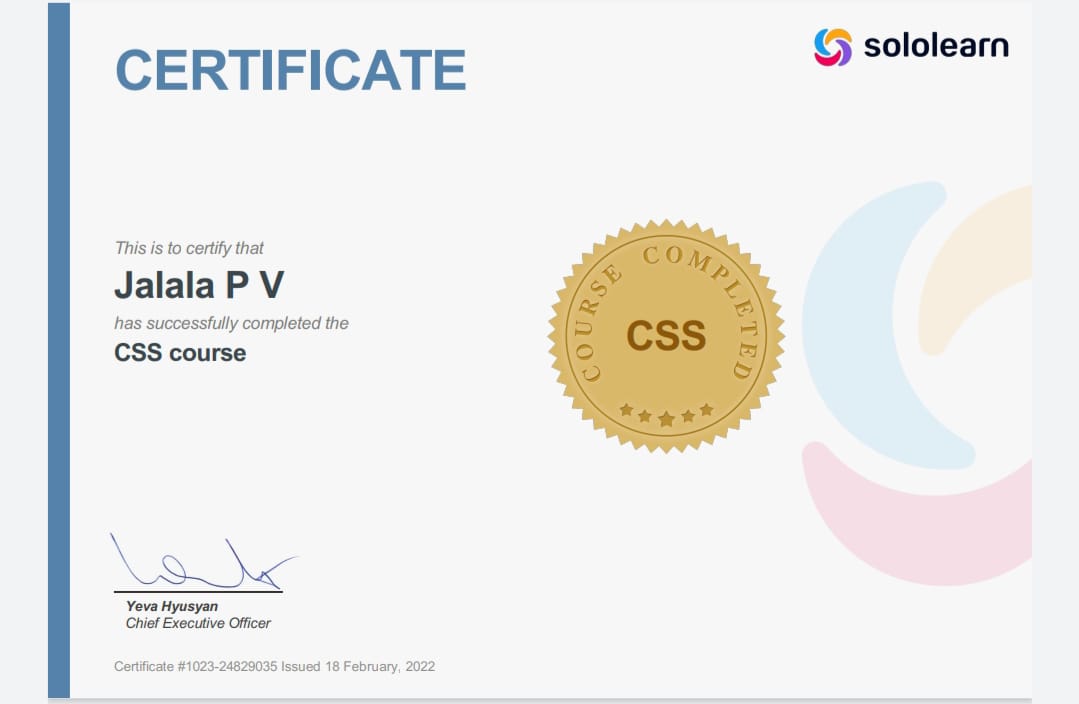 CERTIFICATE
sololearn
This is to certify that
Jalala P V
has successfully completed the
CSS course
COURSE COMPLETED
CSS
Yeva Hyusyan
Chief Executive Officer
Certificate #1023-24829035 Issued 18 February, 2022